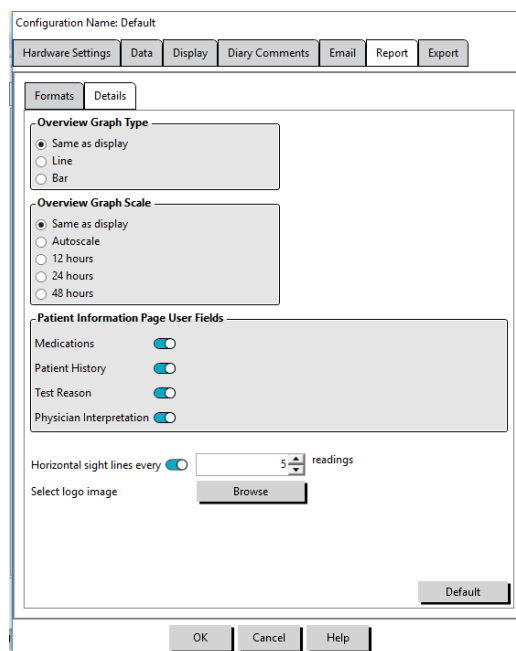 Configuration Name: Default
Hardware Settings Data Display Diary Comments Email Report Export
Formats Details
Overview Graph Type
Same as display
Line
Bar
Overview Graph Scale
Same as display
Autoscale
12 hours
24 hours
48 hours
Patient Information Page User Fields
Medications
Patient History
Test Reason
Physician Interpretation
Horizontal sight lines every 5 readings
Select logo image Browse
Default
OK Cancel Help